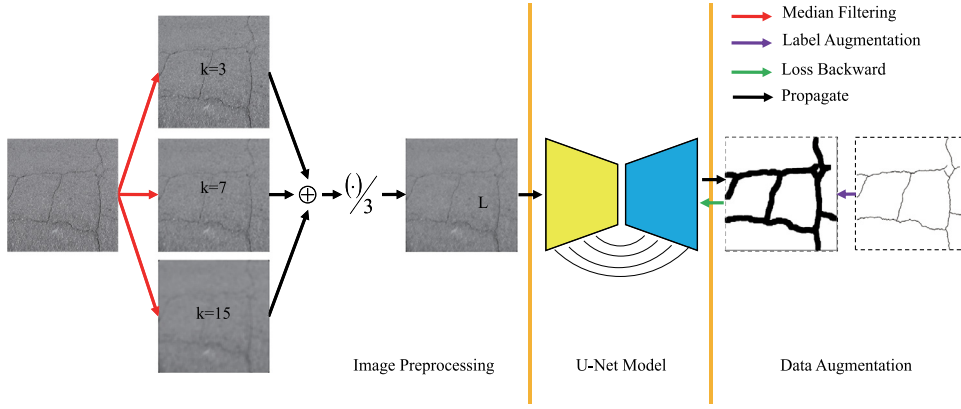 Median Filtering
Label Augmentation
Loss Backward
Propagate
k=3
k=7
k=15
⊕
(·)/3
L
Image Preprocessing
U-Net Model
Data Augmentation